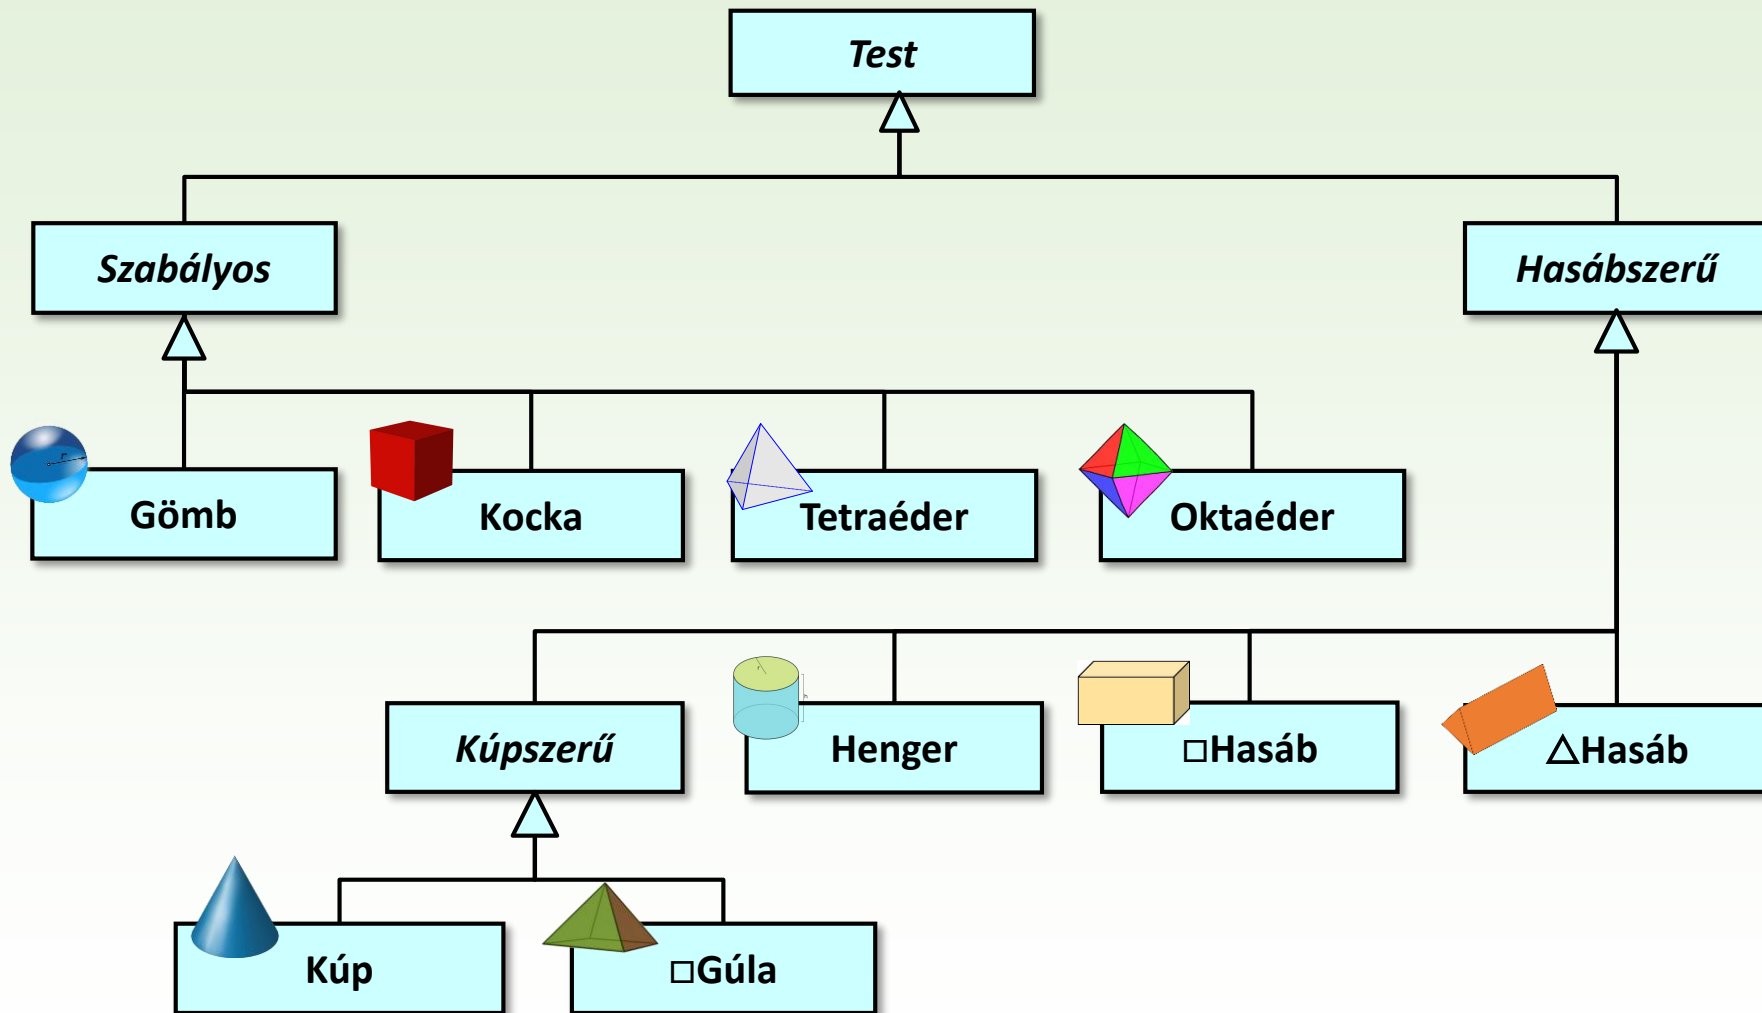 Test
Szabályos
Hasábszerű
r
Gömb
Kocka
Tetraéder
Oktaéder
r
h
Kúpszerű
Henger
□Hasáb
△Hasáb
Kúp
□Gúla